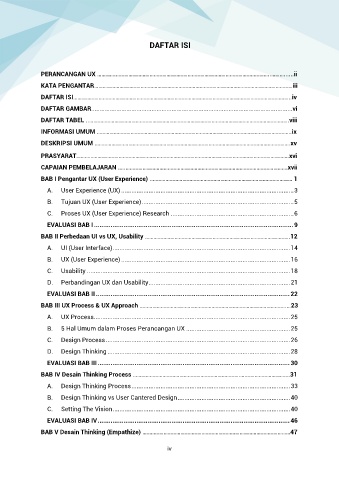 DAFTAR ISI
PERANCANGAN UX ........ii
KATA PENGANTAR ........iii
DAFTAR ISI ........iv
DAFTAR GAMBAR ........vi
DAFTAR TABEL ........viii
INFORMASI UMUM ........ix
DESKRIPSI UMUM ........xv
PRASYARAT ........xvi
CAPAIAN PEMBELAJARAN ........xvii
BAB I Pengantar UX (User Experience) ........1
A. User Experience (UX) ........3
B. Tujuan UX (User Experience) ........5
C. Proses UX (User Experience) Research ........6
EVALUASI BAB I ........9
BAB II Perbedaan UI vs UX, Usability ........12
A. UI (User Interface) ........14
B. UX (User Experience) ........16
C. Usability ........18
D. Perbandingan UX dan Usability ........21
EVALUASI BAB II ........22
BAB III UX Process & UX Approach ........23
A. UX Process ........25
B. 5 Hal Umum dalam Proses Perancangan UX ........25
C. Design Process ........26
D. Design Thinking ........28
EVALUASI BAB III ........30
BAB IV Desain Thinking Process ........31
A. Design Thinking Process ........33
B. Design Thinking vs User Cantered Design ........40
C. Setting The Vision ........40
EVALUASI BAB IV ........46
BAB V Desain Thinking (Empathize) ........47
iv